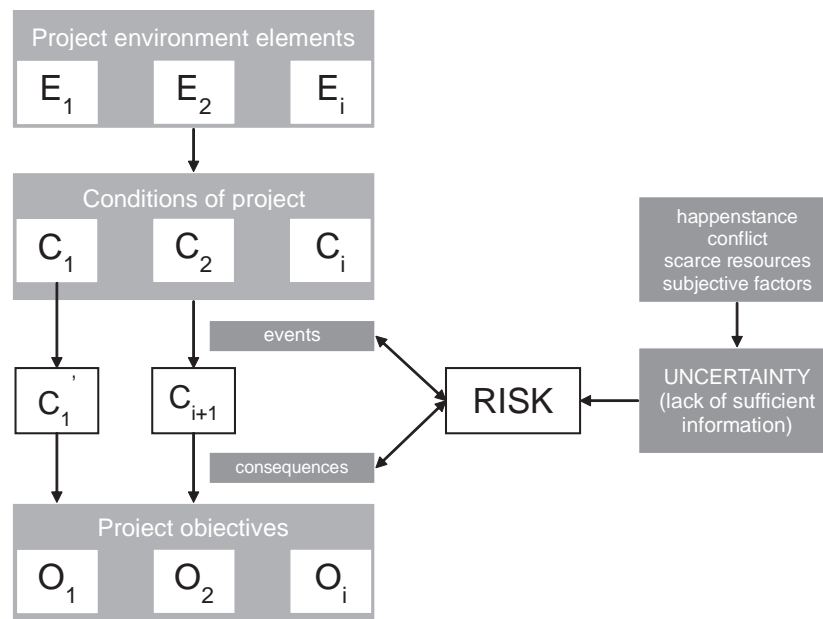 Project environment elements
E1 E2 Ei
Conditions of project
C1 C2 Ci
happenstance
conflict
scarce resources
subjective factors
events
C1’ Ci+1
RISK
UNCERTAINTY
(lack of sufficient
information)
consequences
Project objectives
O1 O2 Oi